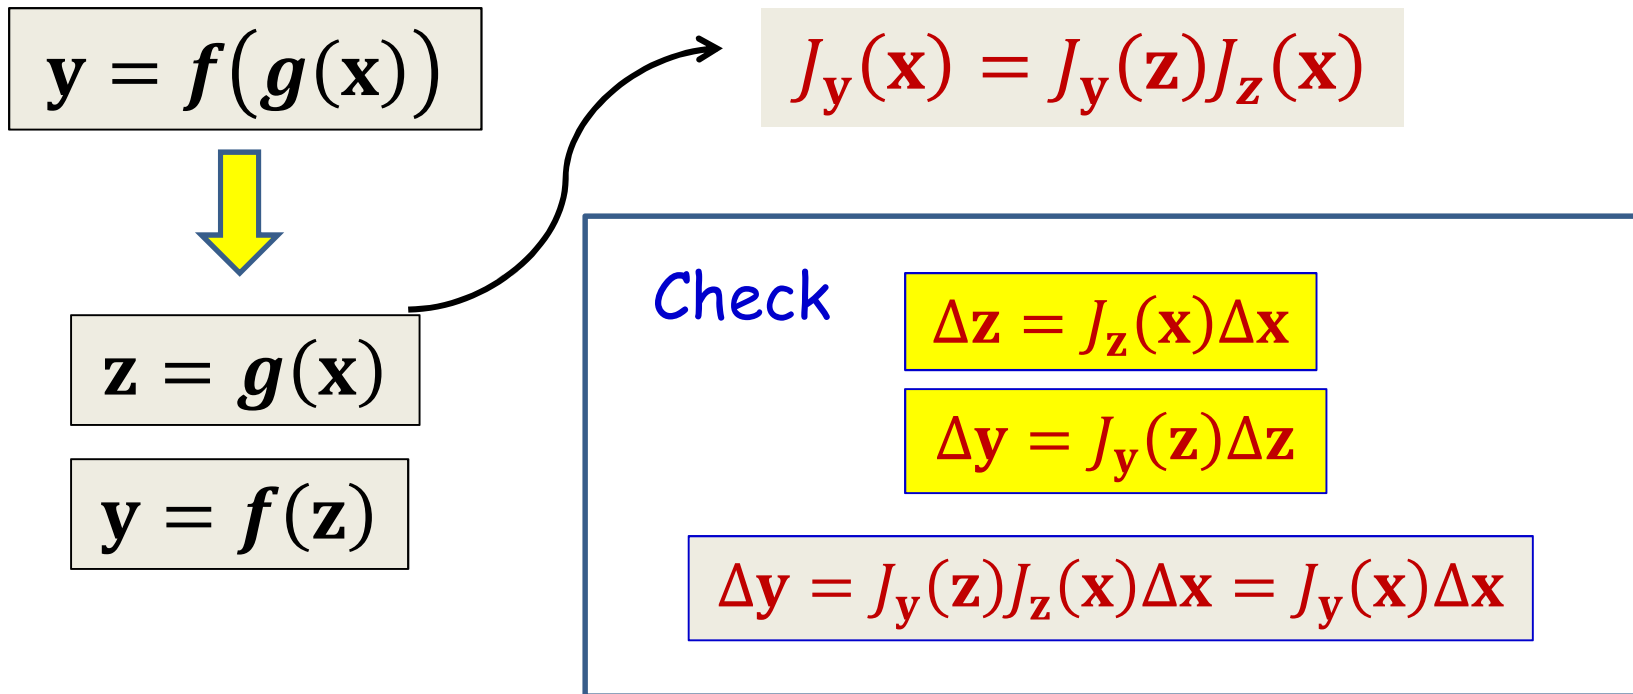 𝐲 = 𝒇(𝒈(𝐱))
J_𝐲(𝐱) = J_𝐲(𝐳)J_𝒛(𝐱)
𝐳 = 𝒈(𝐱)
𝐲 = 𝒇(𝐳)
Check
Δ𝐳 = J_𝐳(𝐱)Δ𝐱
Δ𝐲 = J_𝐲(𝐳)Δ𝐳
Δ𝐲 = J_𝐲(𝐳)J_𝐳(𝐱)Δ𝐱 = J_𝐲(𝐱)Δ𝐱